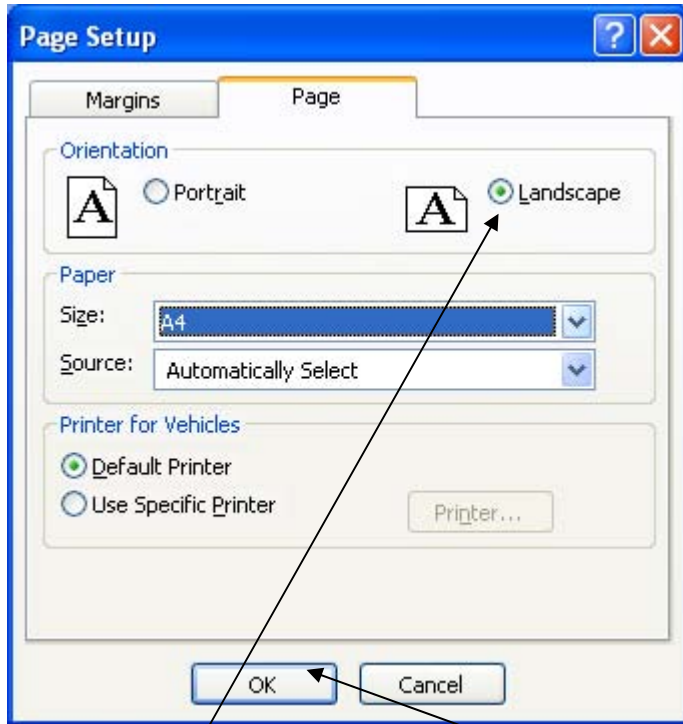 Page Setup
Margins Page
Orientation
A Portrait A Landscape
Paper
Size: A4
Source: Automatically Select
Printer for Vehicles
Default Printer
Use Specific Printer Printer...
OK Cancel